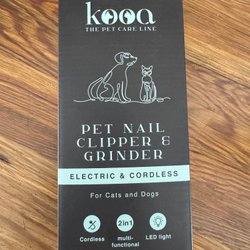 kooa
THE PET CARE LINE
PET NAIL
CLIPPER &
GRINDER
ELECTRIC & CORDLESS
For Cats and Dogs
2in1
Cordless
multi-
functional
LED light